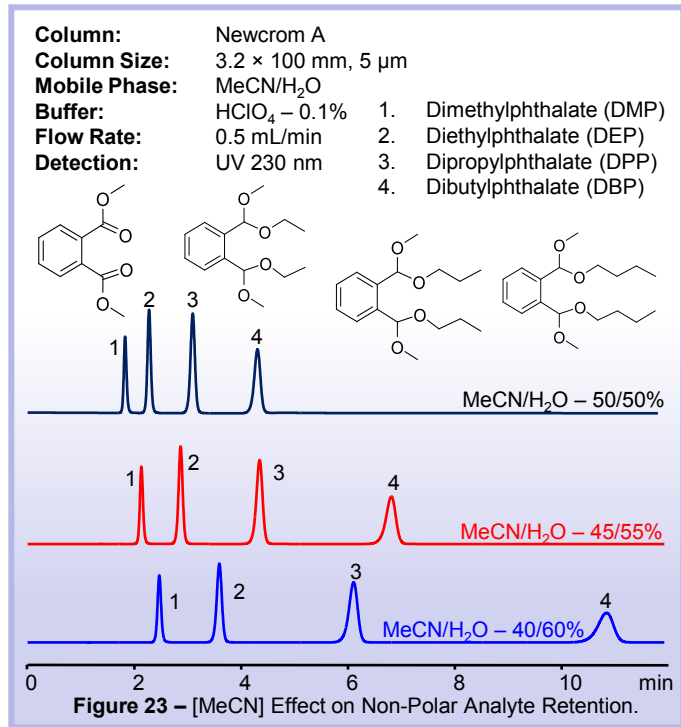 Column: Newcrom A
Column Size: 3.2 × 100 mm, 5 µm
Mobile Phase: MeCN/H₂O
Buffer: HClO₄ – 0.1%
Flow Rate: 0.5 mL/min
Detection: UV 230 nm
1. Dimethylphthalate (DMP)
2. Diethylphthalate (DEP)
3. Dipropylphthalate (DPP)
4. Dibutylphthalate (DBP)
O O O O
O O O O
O O O O
O O O O
1 2 3 4
MeCN/H₂O – 50/50%
1 2 3 4
MeCN/H₂O – 45/55%
1 2 3 4
MeCN/H₂O – 40/60%
0 2 4 6 8 10 min
Figure 23 – [MeCN] Effect on Non-Polar Analyte Retention.